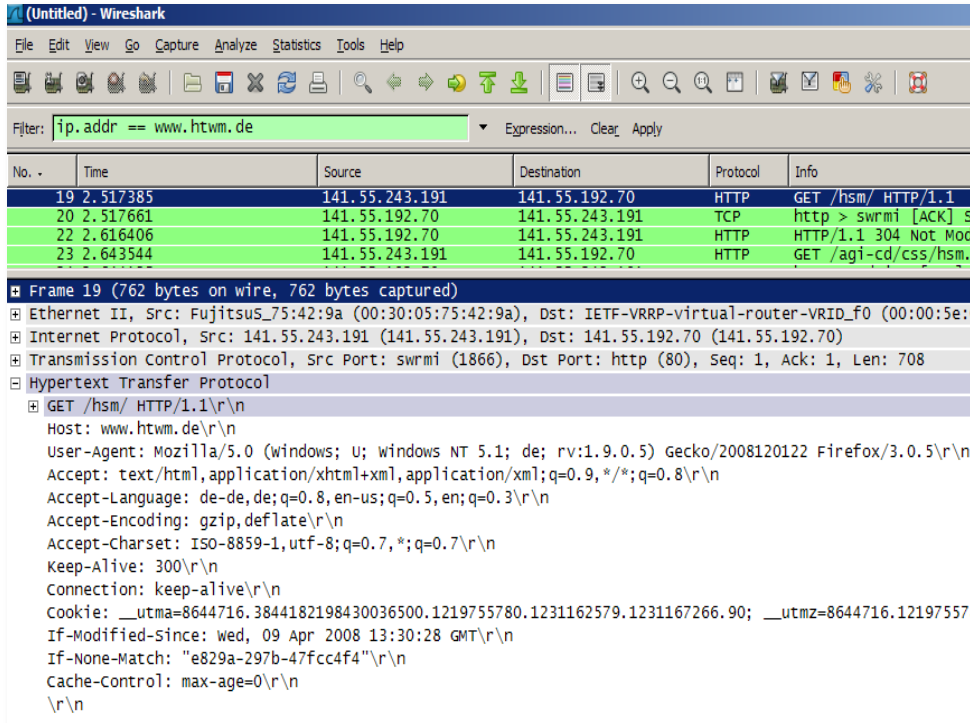 (Untitled) - Wireshark
File Edit View Go Capture Analyze Statistics Tools Help
Filter: ip.addr == www.htwm.de Expression... Clear Apply
No. - Time Source Destination Protocol Info
19 2.517385 141.55.243.191 141.55.192.70 HTTP GET /hsm/ HTTP/1.1
20 2.517661 141.55.192.70 141.55.243.191 TCP http > swrmi [ACK] S
22 2.616406 141.55.192.70 141.55.243.191 HTTP HTTP/1.1 304 Not Mod
23 2.643544 141.55.243.191 141.55.192.70 HTTP GET /agi-cd/css/hsm.
Frame 19 (762 bytes on wire, 762 bytes captured)
Ethernet II, Src: FujitsuS_75:42:9a (00:30:05:75:42:9a), Dst: IETF-VRRP-virtual-router-VRID_f0 (00:00:5e:
Internet Protocol, Src: 141.55.243.191 (141.55.243.191), Dst: 141.55.192.70 (141.55.192.70)
Transmission Control Protocol, Src Port: swrmi (1866), Dst Port: http (80), Seq: 1, Ack: 1, Len: 708
Hypertext Transfer Protocol
GET /hsm/ HTTP/1.1\r\n
Host: www.htwm.de\r\n
User-Agent: Mozilla/5.0 (Windows; U; Windows NT 5.1; de; rv:1.9.0.5) Gecko/2008120122 Firefox/3.0.5\r\n
Accept: text/html,application/xhtml+xml,application/xml;q=0.9,*/*;q=0.8\r\n
Accept-Language: de-de,de;q=0.8,en-us;q=0.5,en;q=0.3\r\n
Accept-Encoding: gzip,deflate\r\n
Accept-Charset: ISO-8859-1,utf-8;q=0.7,*;q=0.7\r\n
Keep-Alive: 300\r\n
Connection: keep-alive\r\n
Cookie: __utma=8644716.3844182198430036500.1219755780.1231162579.1231167266.90; __utmz=8644716.12197557
If-Modified-Since: Wed, 09 Apr 2008 13:30:28 GMT\r\n
If-None-Match: "e829a-297b-47fcc4f4"\r\n
Cache-Control: max-age=0\r\n
\r\n